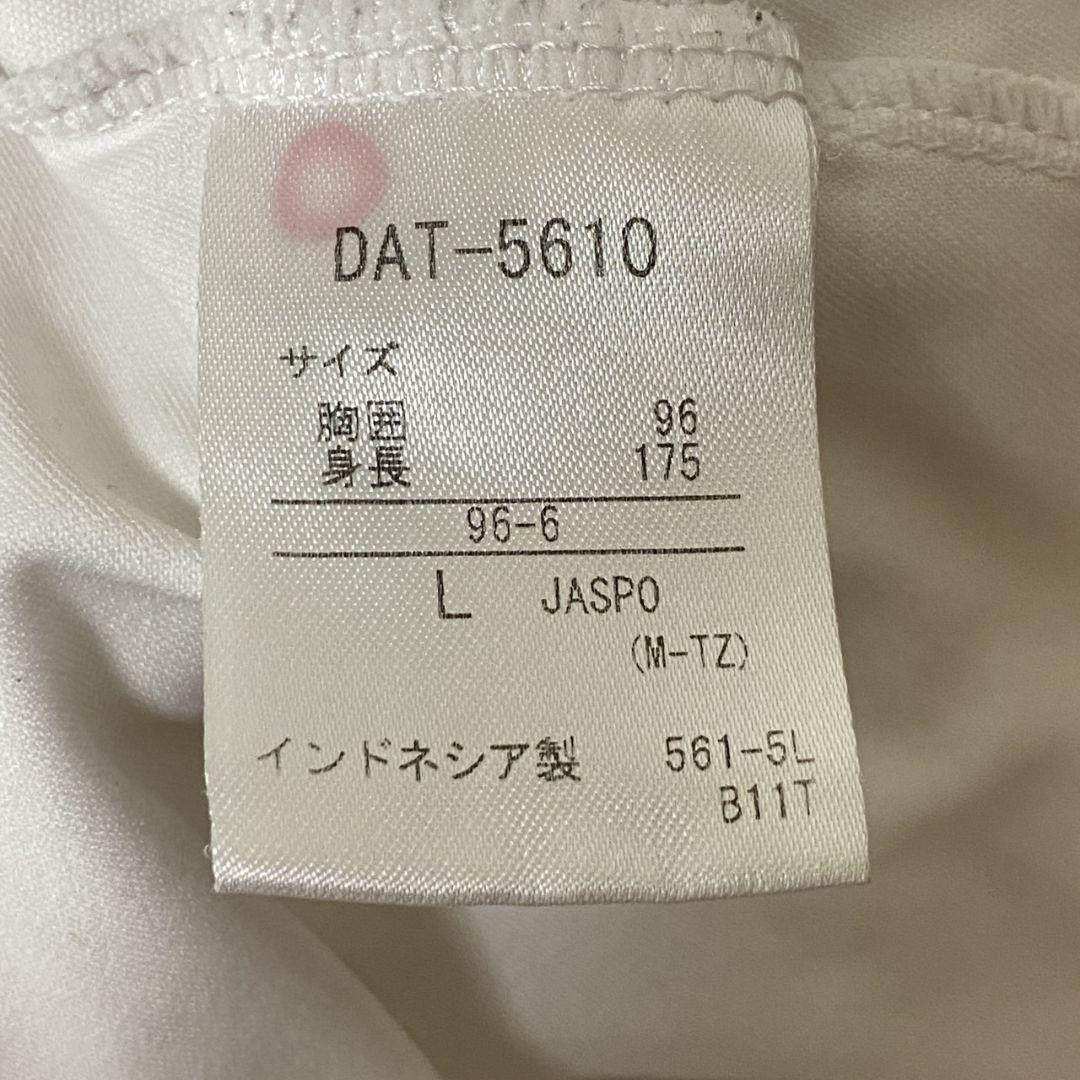 DAT-5610
サイズ
胸囲 96
身長 175
96-6
L JASPO
(M-TZ)
インドネシア製 561-5L
B11T